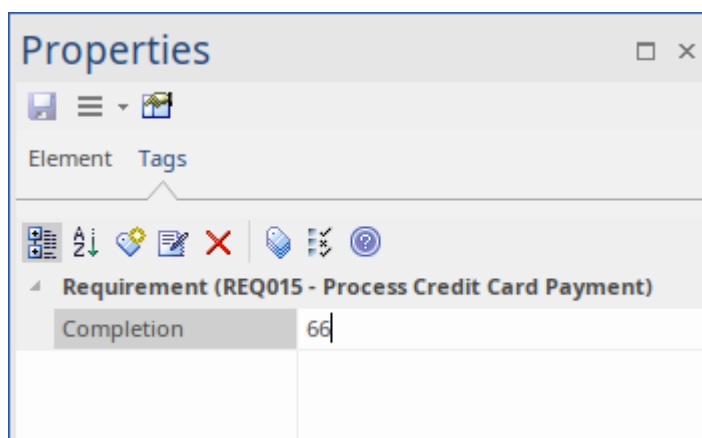 Properties
Element Tags
Requirement (REQ015 - Process Credit Card Payment)
Completion 66